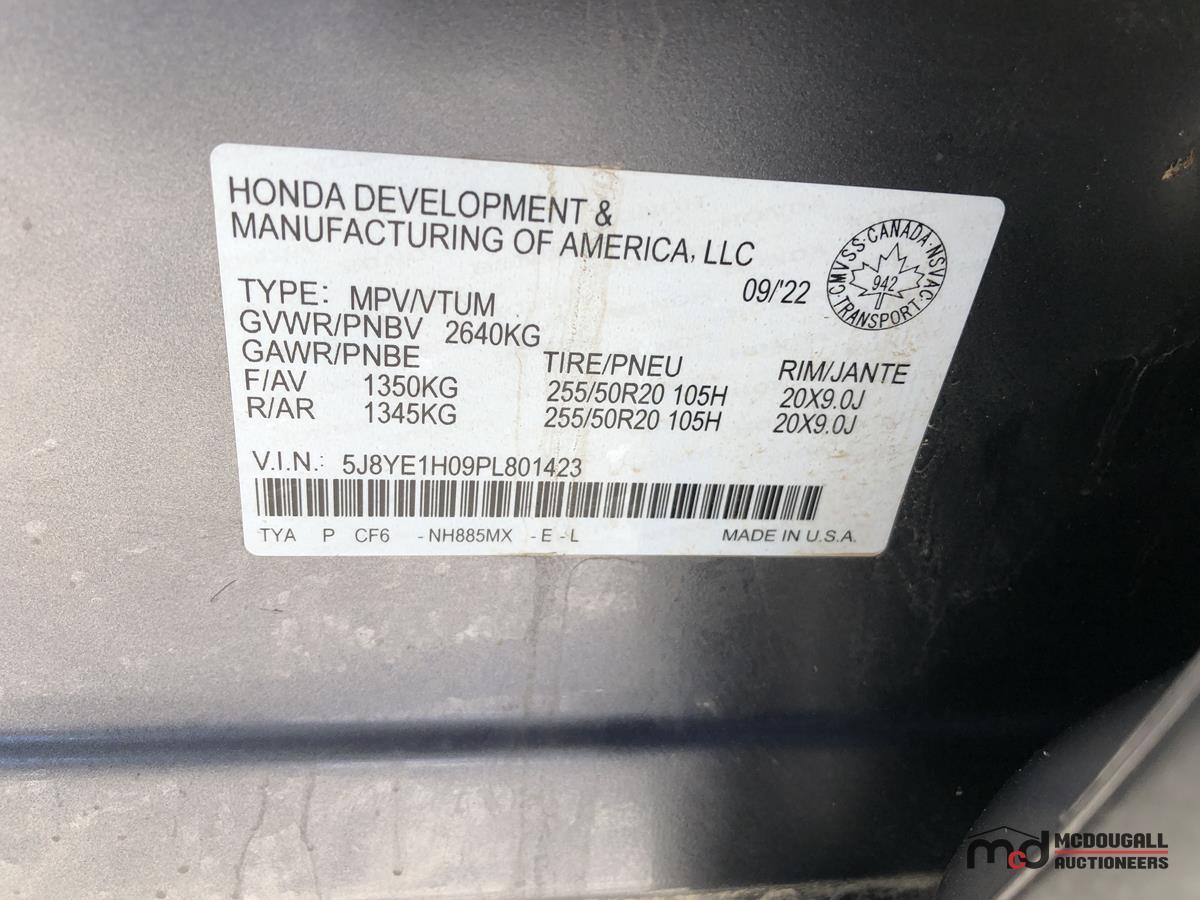 HONDA DEVELOPMENT &
MANUFACTURING OF AMERICA, LLC
09/'22
CMVSS·CANADA·NSVAC
942
TRANSPORT
TYPE: MPV/VTUM
GVWR/PNBV 2640KG
GAWR/PNBE TIRE/PNEU RIM/JANTE
F/AV 1350KG 255/50R20 105H 20X9.0J
R/AR 1345KG 255/50R20 105H 20X9.0J
V.I.N.: 5J8YE1H09PL801423
TYA P CF6 -NH885MX -E-L MADE IN U.S.A.
mcd MCDOUGALL
AUCTIONEERS